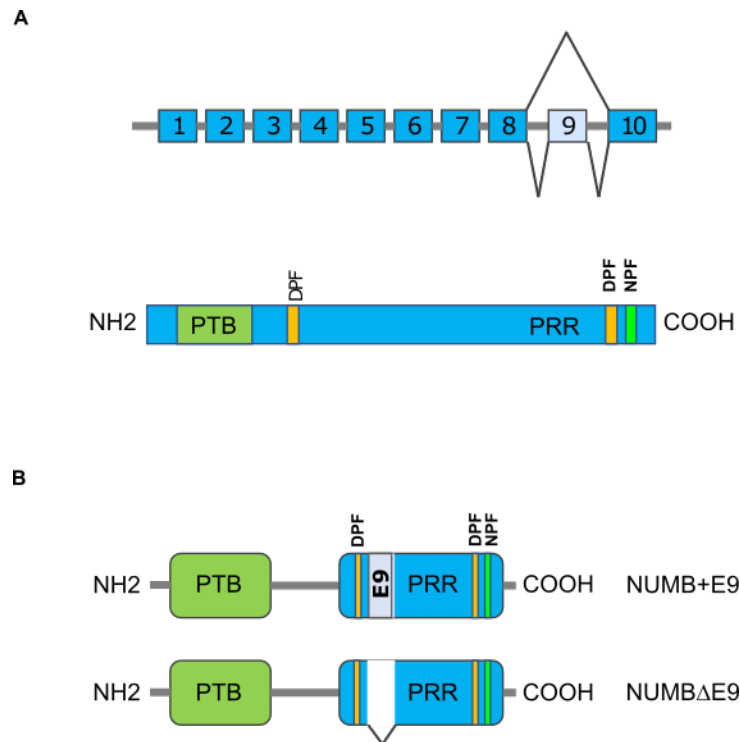 A
1 2 3 4 5 6 7 8 9 10
DPF DPF NPF
NH2 PTB PRR COOH
B
DPF DPF NPF
NH2 PTB E9 PRR COOH NUMB+E9
NH2 PTB PRR COOH NUMBΔE9